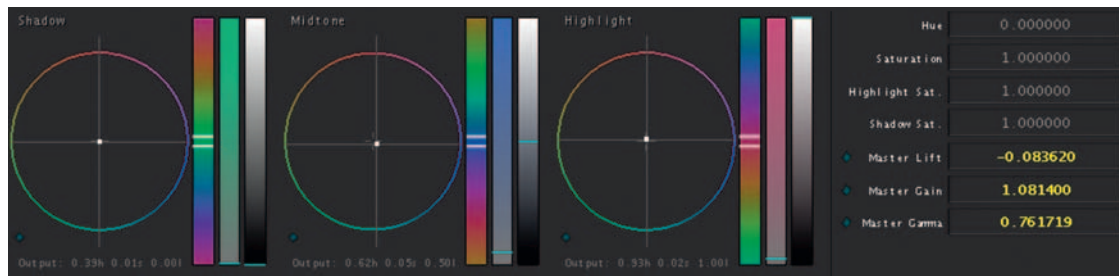 Shadow
Midtone
Highlight
Output: 0.39h 0.01s 0.00l
Output: 0.62h 0.05s 0.50l
Output: 0.93h 0.02s 1.00l
Hue 0.000000
Saturation 1.000000
Highlight Sat. 1.000000
Shadow Sat. 1.000000
Master Lift -0.083620
Master Gain 1.081400
Master Gamma 0.761719